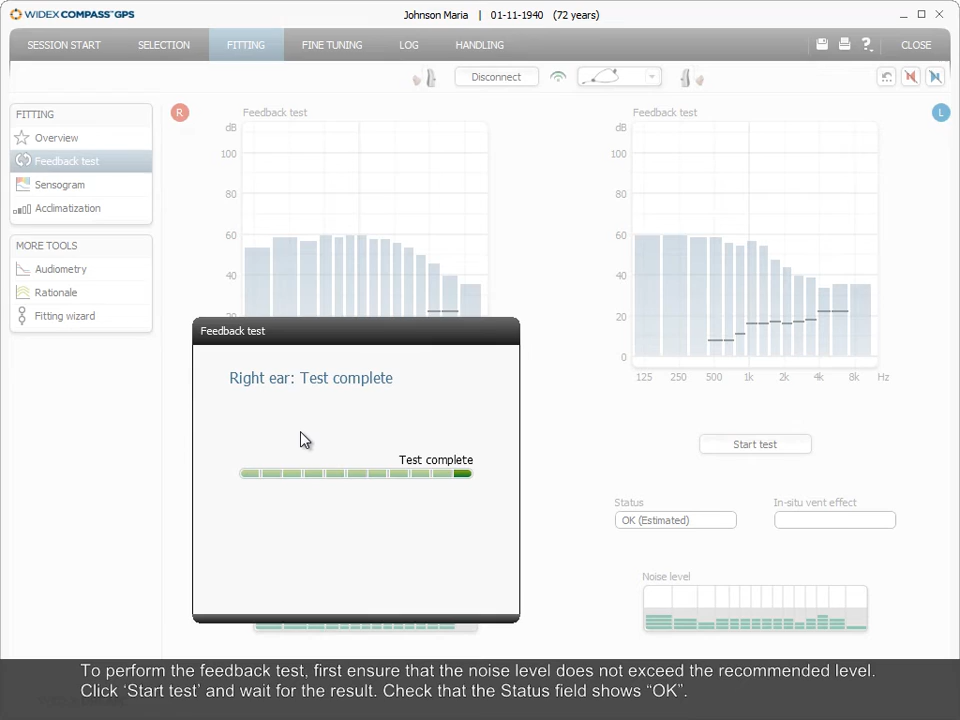 WIDEX COMPASS™GPS
Johnson Maria | 01-11-1940 (72 years)
SESSION START SELECTION FITTING FINE TUNING LOG HANDLING ? CLOSE
Disconnect
FITTING
Overview
Feedback test
Sensogram
Acclimatization
MORE TOOLS
Audiometry
Rationale
Fitting wizard
R
Feedback test
dB
100
80
60
40
20
Feedback test
L
dB
100
80
60
40
20
0
125 250 500 1k 2k 4k 8k Hz
Start test
Status
OK (Estimated)
In-situ vent effect
Noise level
Feedback test
Right ear: Test complete
Test complete
To perform the feedback test, first ensure that the noise level does not exceed the recommended level.
Click ‘Start test’ and wait for the result. Check that the Status field shows “OK”.